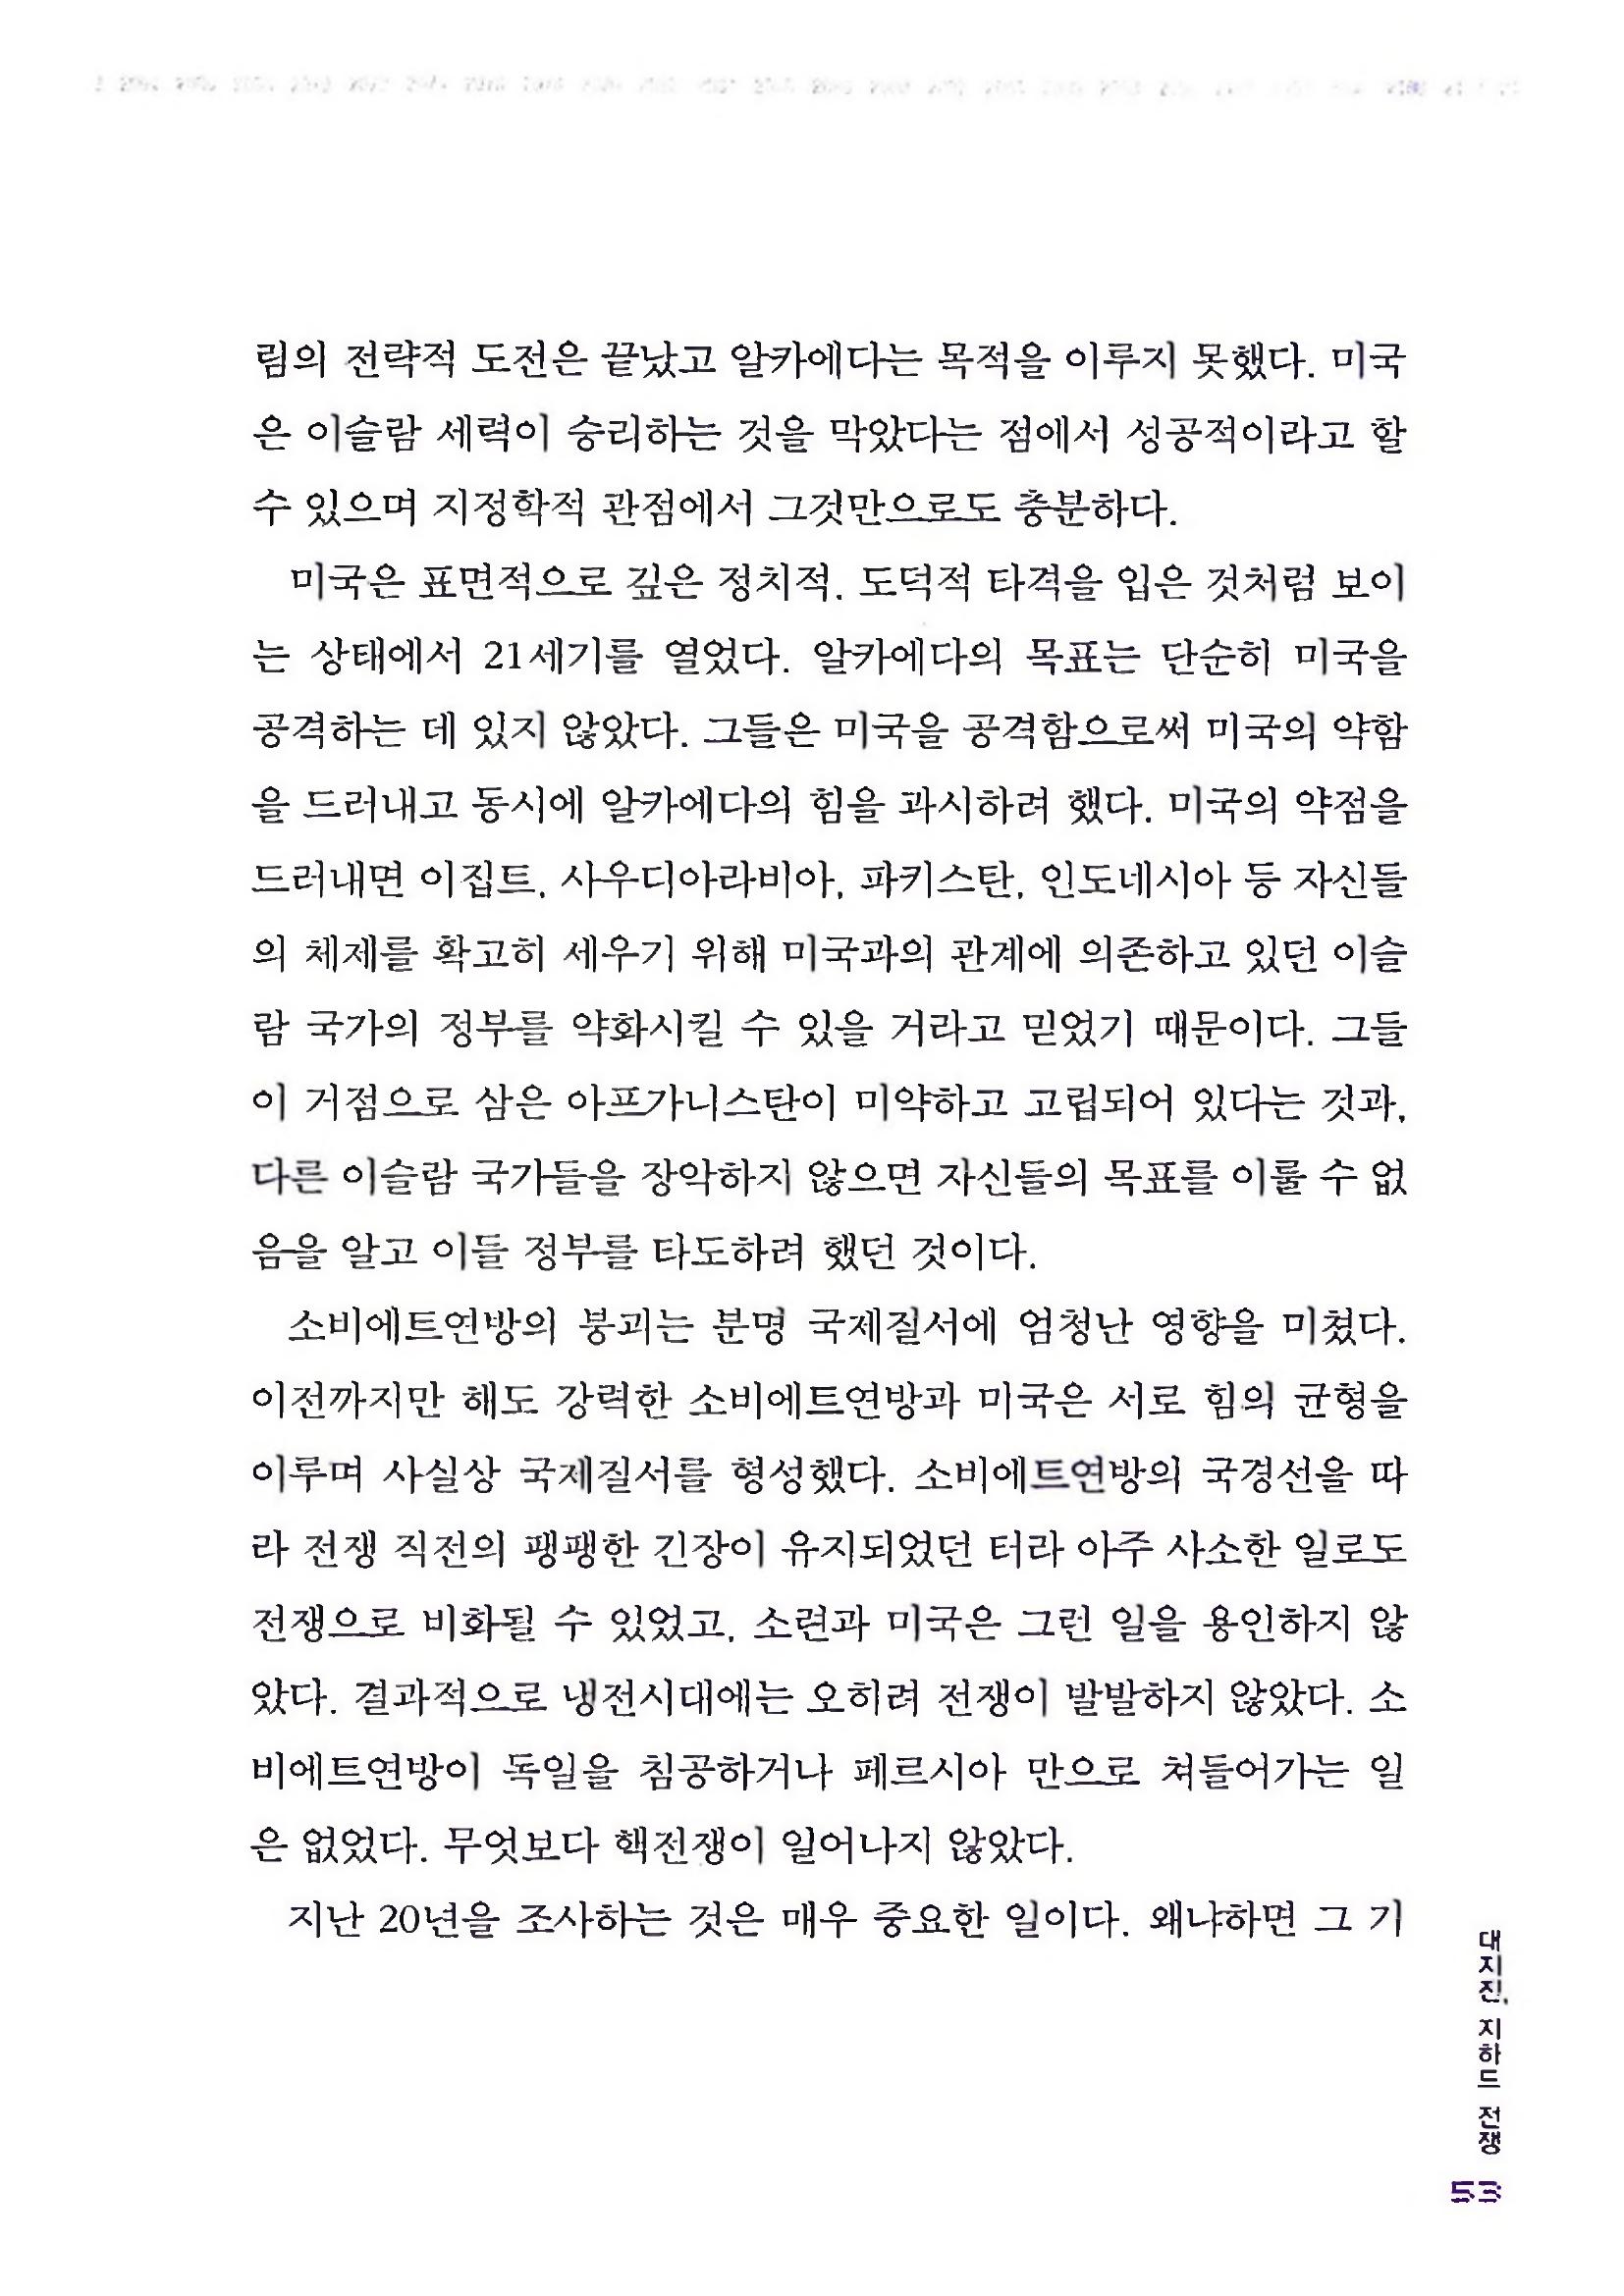 림의 전략적 도전은 끝났고 알카에다는 목적을 이루지 못했다. 미국
은 이슬람 세력이 승리하는 것을 막았다는 점에서 성공적이라고 할
수 있으며 지정학적 관점에서 그것만으로도 충분하다.
미국은 표면적으로 깊은 정치적, 도덕적 타격을 입은 것처럼 보이
는 상태에서 21세기를 열었다. 알카에다의 목표는 단순히 미국을
공격하는 데 있지 않았다. 그들은 미국을 공격함으로써 미국의 약함
을 드러내고 동시에 알카에다의 힘을 과시하려 했다. 미국의 약점을
드러내면 이집트, 사우디아라비아, 파키스탄, 인도네시아 등 자신들
의 체제를 확고히 세우기 위해 미국과의 관계에 의존하고 있던 이슬
람 국가의 정부를 약화시킬 수 있을 거라고 믿었기 때문이다. 그들
이 거점으로 삼은 아프가니스탄이 미약하고 고립되어 있다는 것과,
다른 이슬람 국가들을 장악하지 않으면 자신들의 목표를 이룰 수 없
음을 알고 이들 정부를 타도하려 했던 것이다.
소비에트연방의 붕괴는 분명 국제질서에 엄청난 영향을 미쳤다.
이전까지만 해도 강력한 소비에트연방과 미국은 서로 힘의 균형을
이루며 사실상 국제질서를 형성했다. 소비에트연방의 국경선을 따
라 전쟁 직전의 팽팽한 긴장이 유지되었던 터라 아주 사소한 일로도
전쟁으로 비화될 수 있었고, 소련과 미국은 그런 일을 용인하지 않
았다. 결과적으로 냉전시대에는 오히려 전쟁이 발발하지 않았다. 소
비에트연방이 독일을 침공하거나 페르시아 만으로 쳐들어가는 일
은 없었다. 무엇보다 핵전쟁이 일어나지 않았다.
지난 20년을 조사하는 것은 매우 중요한 일이다. 왜냐하면 그 기
대지진, 지하드 전쟁
53